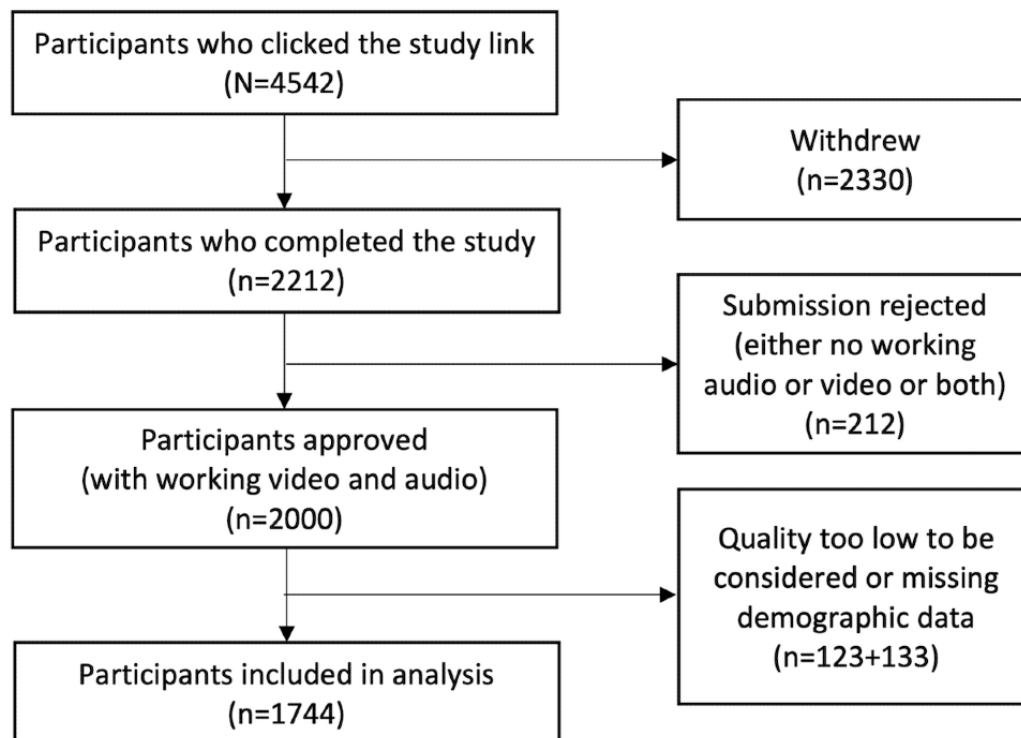 Participants who clicked the study link
(N=4542)
Withdrew
(n=2330)
Participants who completed the study
(n=2212)
Submission rejected
(either no working
audio or video or both)
(n=212)
Participants approved
(with working video and audio)
(n=2000)
Quality too low to be
considered or missing
demographic data
(n=123+133)
Participants included in analysis
(n=1744)